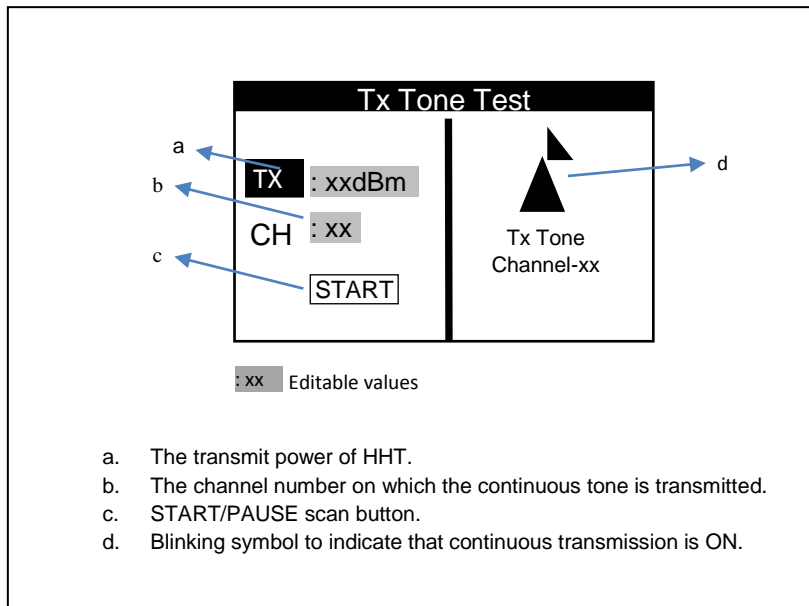 Tx Tone Test
a
TX : xxdBm
d
b
CH : xx
Tx Tone
Channel-xx
c
START
: xx Editable values
a. The transmit power of HHT.
b. The channel number on which the continuous tone is transmitted.
c. START/PAUSE scan button.
d. Blinking symbol to indicate that continuous transmission is ON.